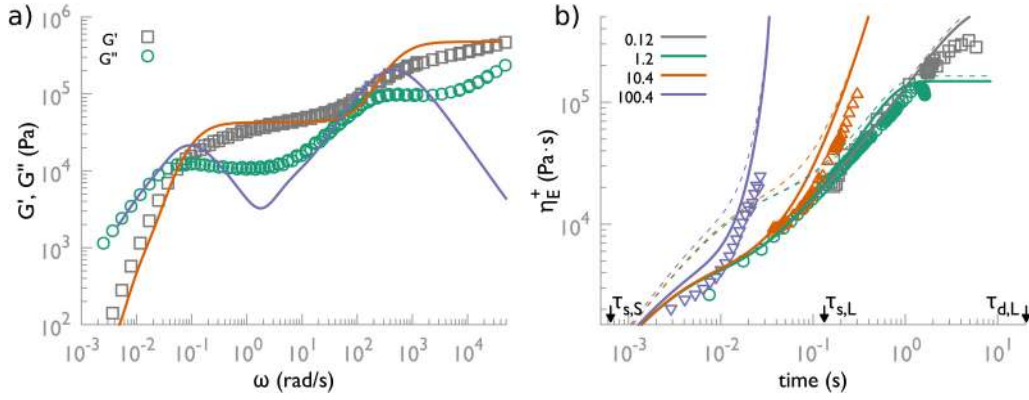 a)
G', G'' (Pa)
10^6
10^5
10^4
10^3
10^2
G'
G''
10^-3 10^-2 10^-1 10^0 10^1 10^2 10^3 10^4
ω (rad/s)
b)
η_E^+ (Pa·s)
10^5
10^4
0.12
1.2
10.4
100.4
τ_s,S τ_s,L τ_d,L
10^-3 10^-2 10^-1 10^0 10^1
time (s)